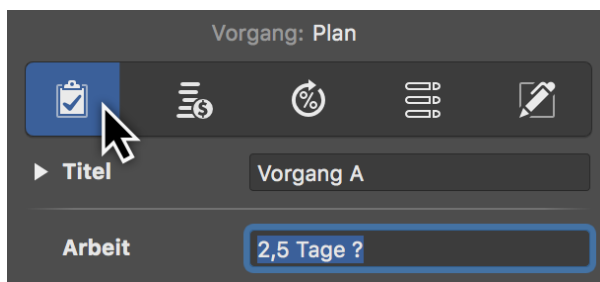 Vorgang: Plan
Titel Vorgang A
Arbeit 2,5 Tage ?